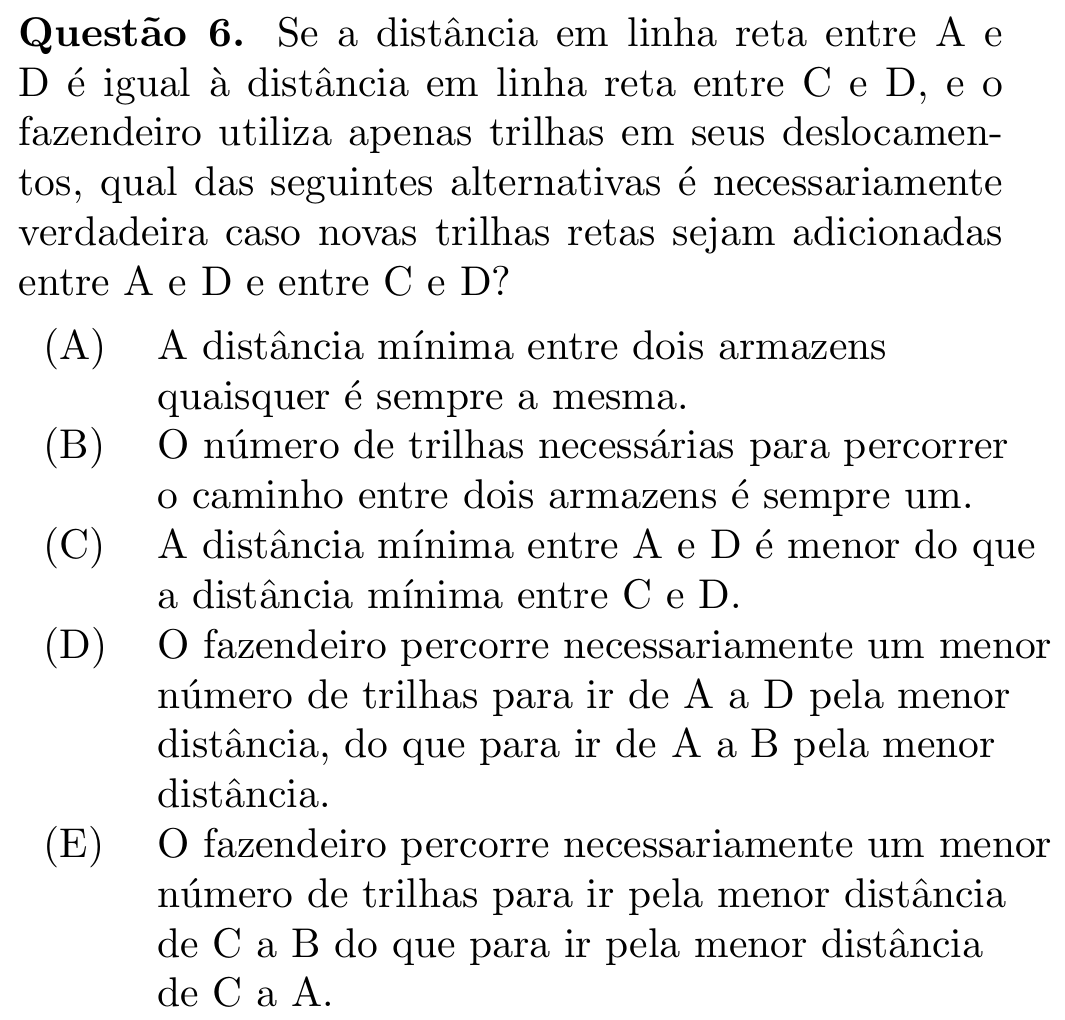 Questão 6. Se a distância em linha reta entre A e
D é igual à distância em linha reta entre C e D, e o
fazendeiro utiliza apenas trilhas em seus deslocamen-
tos, qual das seguintes alternativas é necessariamente
verdadeira caso novas trilhas retas sejam adicionadas
entre A e D e entre C e D?
(A) A distância mínima entre dois armazens
quaisquer é sempre a mesma.
(B) O número de trilhas necessárias para percorrer
o caminho entre dois armazens é sempre um.
(C) A distância mínima entre A e D é menor do que
a distância mínima entre C e D.
(D) O fazendeiro percorre necessariamente um menor
número de trilhas para ir de A a D pela menor
distância, do que para ir de A a B pela menor
distância.
(E) O fazendeiro percorre necessariamente um menor
número de trilhas para ir pela menor distância
de C a B do que para ir pela menor distância
de C a A.